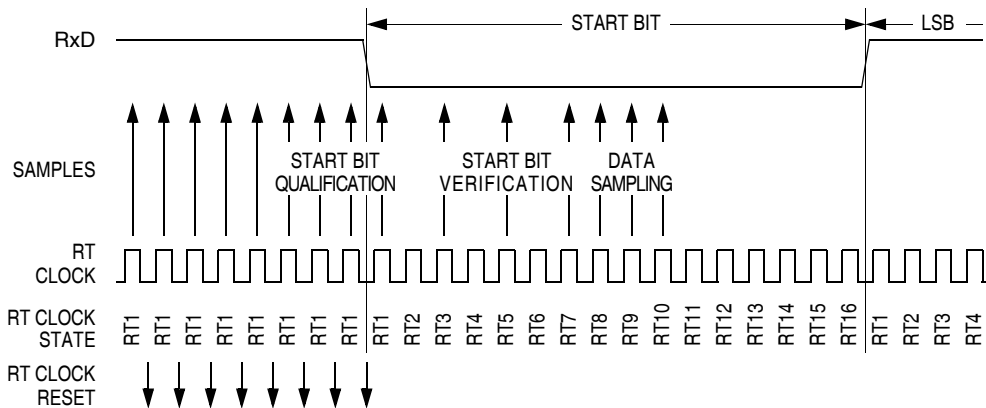 START BIT
LSB
RxD
SAMPLES
START BIT
QUALIFICATION
START BIT
VERIFICATION
DATA
SAMPLING
RT
CLOCK
RT CLOCK
STATE
RT1 RT1 RT1 RT1 RT1 RT1 RT1 RT1 RT1 RT2 RT3 RT4 RT5 RT6 RT7 RT8 RT9 RT10 RT11 RT12 RT13 RT14 RT15 RT16 RT1 RT2 RT3 RT4
RT CLOCK
RESET